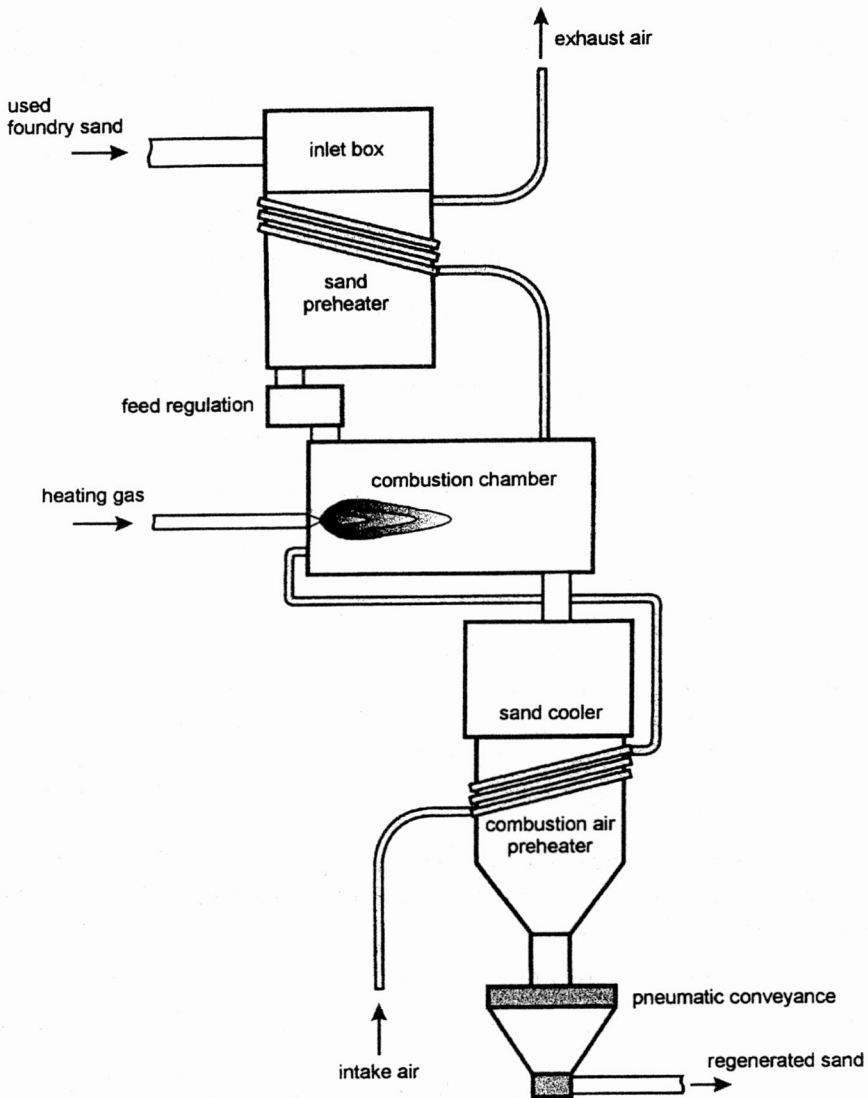 exhaust air
used
foundry sand
inlet box
sand
preheater
feed regulation
combustion chamber
heating gas
sand cooler
combustion air
preheater
pneumatic conveyance
regenerated sand
intake air